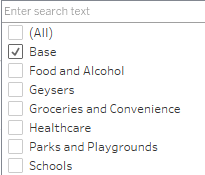 Enter search text
(All)
Base
Food and Alcohol
Geysers
Groceries and Convenience
Healthcare
Parks and Playgrounds
Schools